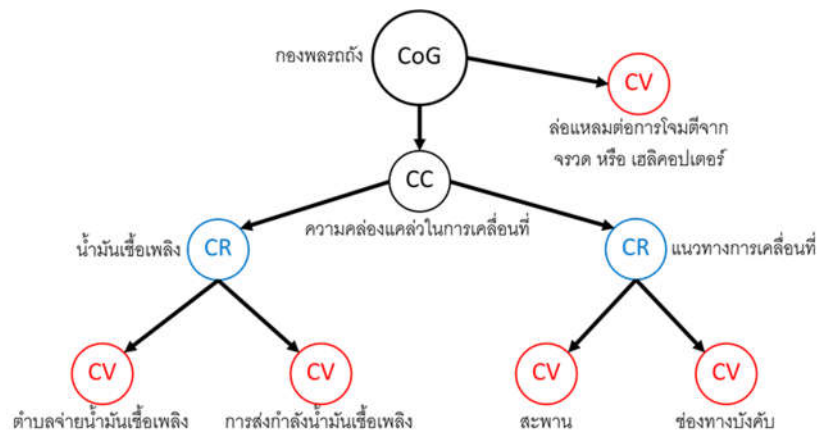 กองพลรถถัง
CoG
CV
ล่อแหลมต่อการโจมตีจาก
จรวด หรือ เฮลิคอปเตอร์
CC
ความคล่องแคล่วในการเคลื่อนที่
น้ำมันเชื้อเพลิง
CR
CR
แนวทางการเคลื่อนที่
CV
CV
CV
CV
ตำบลจ่ายน้ำมันเชื้อเพลิง
การส่งกำลังน้ำมันเชื้อเพลิง
สะพาน
ช่องทางบังคับ